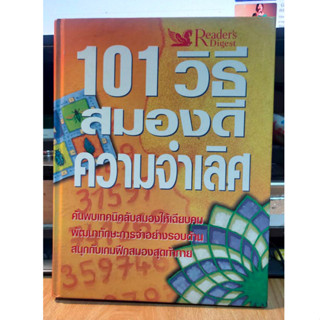 Reader's
Digest
101 วิธี
สมองดี
ความจำเลิศ
ค้นพบเทคนิคลับสมองให้เฉียบคม
พัฒนาทักษะการจำอย่างรอบด้าน
สนุกกับเกมฝึกสมองสุดท้าทาย